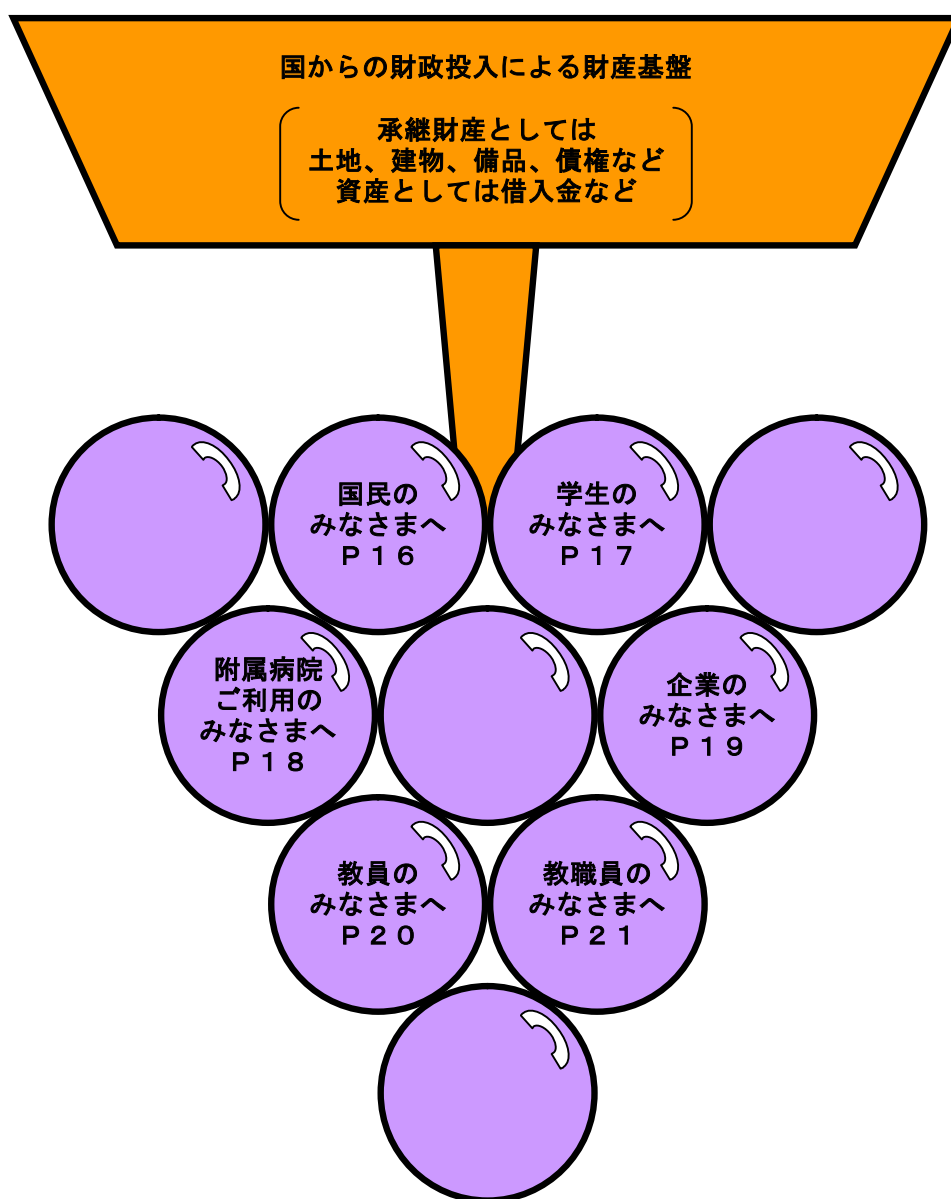 国からの財政投入による財産基盤
承継財産としては
土地、建物、備品、債権など
資産としては借入金など
国民の
みなさまへ
Ｐ１６
学生の
みなさまへ
Ｐ１７
附属病院
ご利用の
みなさまへ
Ｐ１８
企業の
みなさまへ
Ｐ１９
教員の
みなさまへ
Ｐ２０
教職員の
みなさまへ
Ｐ２１